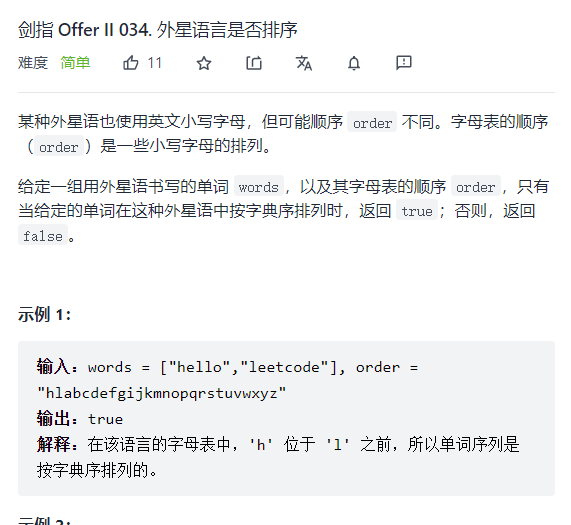 剑指 Offer II 034. 外星语言是否排序
难度 简单 11
某种外星语也使用英文小写字母，但可能顺序 order 不同。字母表的顺序
（order）是一些小写字母的排列。
给定一组用外星语书写的单词 words，以及其字母表的顺序 order，只有
当给定的单词在这种外星语中按字典序排列时，返回 true；否则，返回
false。
示例 1：
输入：words = ["hello","leetcode"], order =
"hlabcdefgijkmnopqrstuvwxyz"
输出：true
解释：在该语言的字母表中，'h' 位于 'l' 之前，所以单词序列是
按字典序排列的。